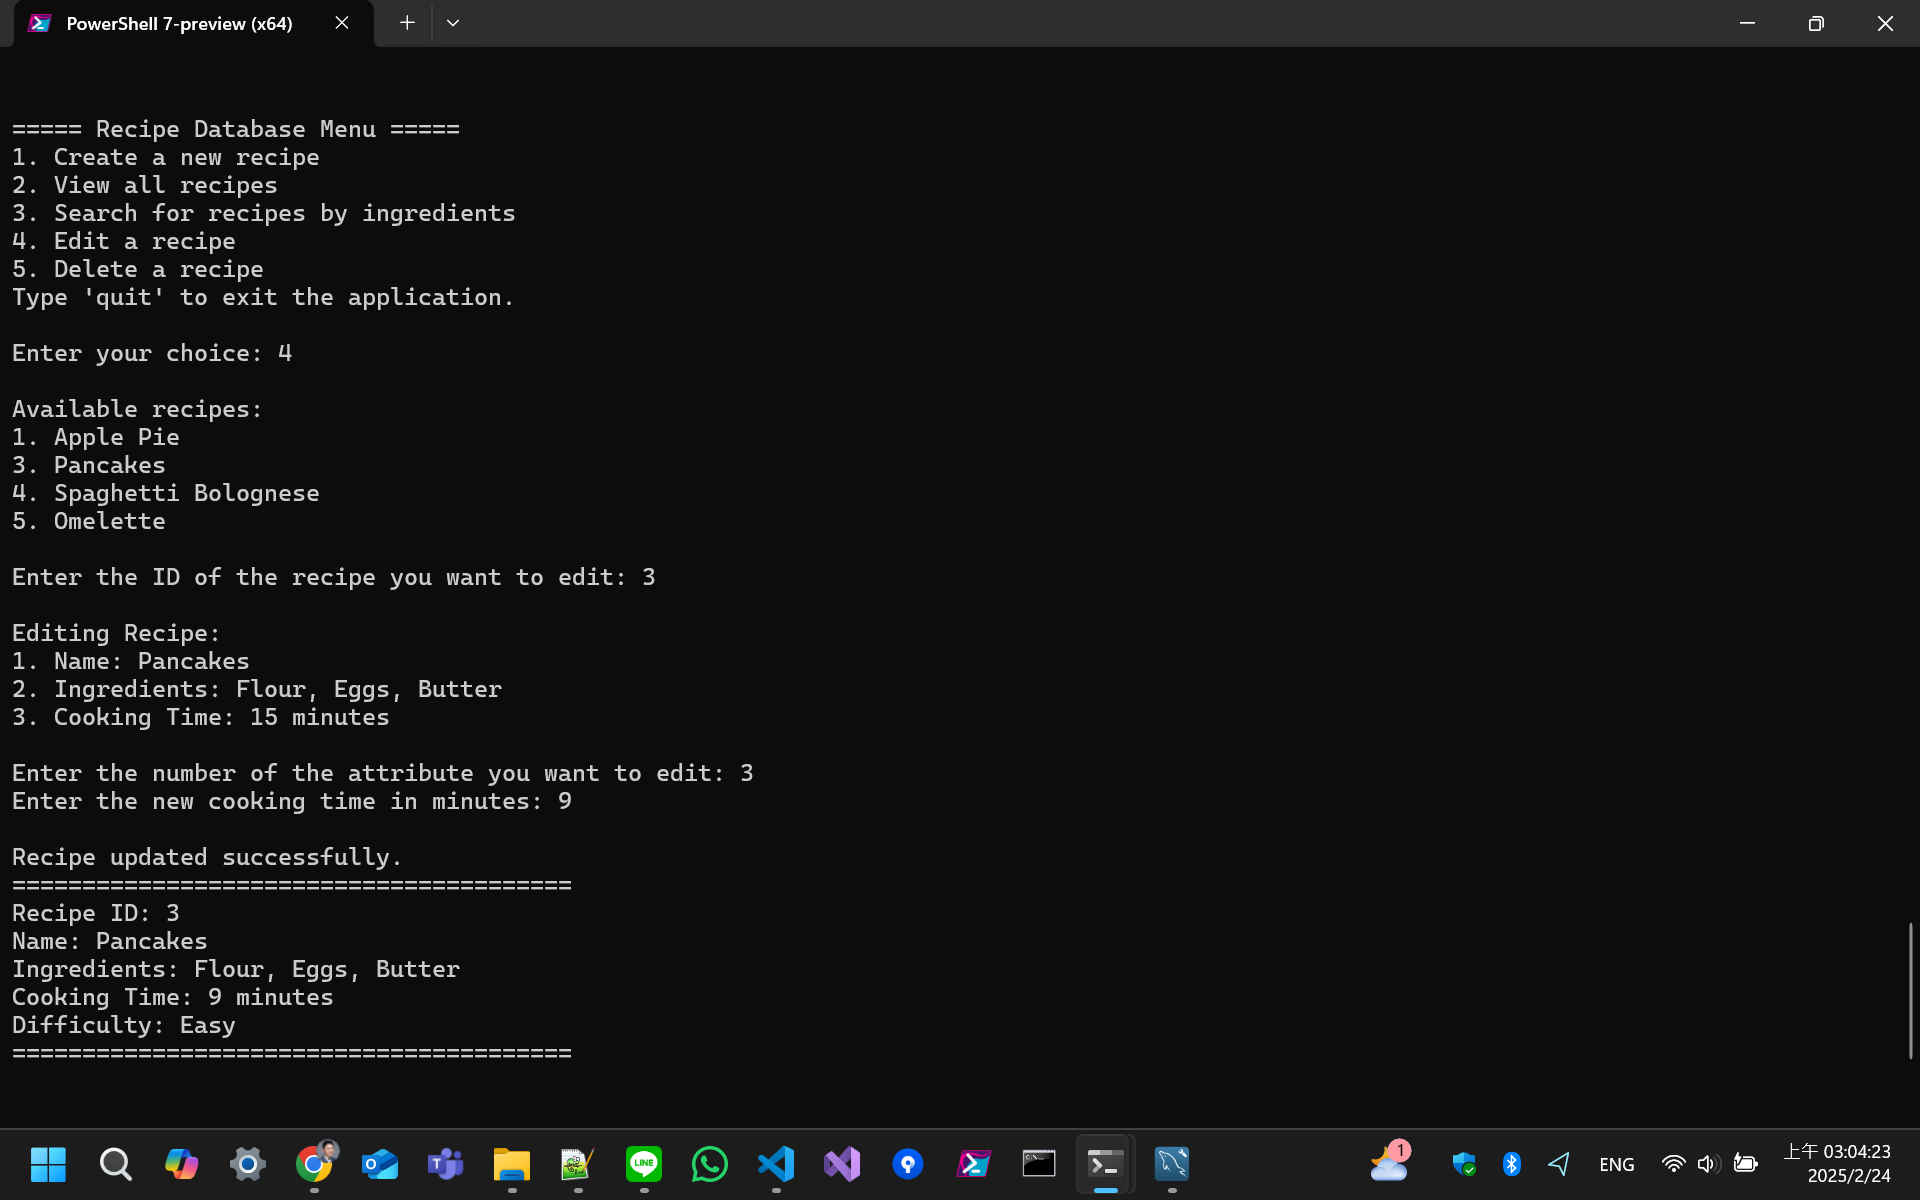 PowerShell 7-preview (x64)
===== Recipe Database Menu =====
1. Create a new recipe
2. View all recipes
3. Search for recipes by ingredients
4. Edit a recipe
5. Delete a recipe
Type 'quit' to exit the application.
Enter your choice: 4
Available recipes:
1. Apple Pie
3. Pancakes
4. Spaghetti Bolognese
5. Omelette
Enter the ID of the recipe you want to edit: 3
Editing Recipe:
1. Name: Pancakes
2. Ingredients: Flour, Eggs, Butter
3. Cooking Time: 15 minutes
Enter the number of the attribute you want to edit: 3
Enter the new cooking time in minutes: 9
Recipe updated successfully.
========================================
Recipe ID: 3
Name: Pancakes
Ingredients: Flour, Eggs, Butter
Cooking Time: 9 minutes
Difficulty: Easy
========================================
LINE
1
ENG
上午 03:04:23
2025/2/24